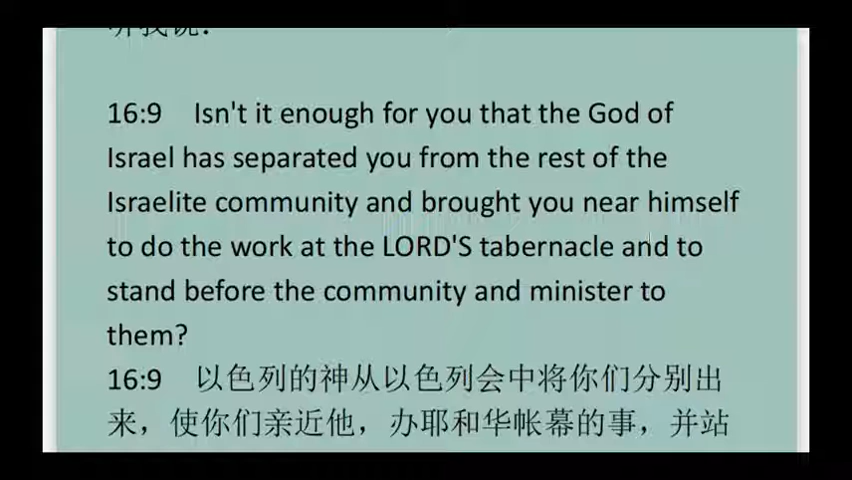 听我说：
16:9 Isn't it enough for you that the God of
Israel has separated you from the rest of the
Israelite community and brought you near himself
to do the work at the LORD'S tabernacle and to
stand before the community and minister to
them?
16:9 以色列的神从以色列会中将你们分别出
来，使你们亲近他，办耶和华帐幕的事，并站